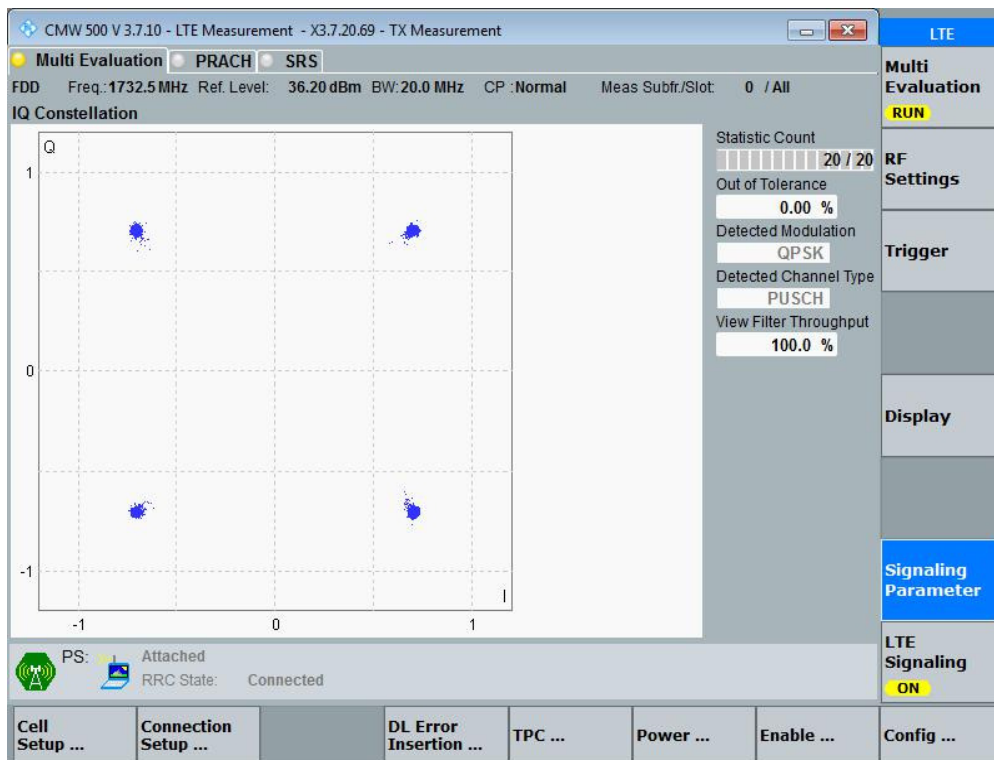 CMW 500 V 3.7.10 - LTE Measurement - X3.7.20.69 - TX Measurement
LTE
Multi Evaluation PRACH SRS
FDD Freq.:1732.5 MHz Ref. Level: 36.20 dBm BW: 20.0 MHz CP :Normal Meas Subfr./Slot: 0 / All
IQ Constellation
Q
1
0
-1
-1 0 1
I
Statistic Count
20 / 20
Out of Tolerance
0.00 %
Detected Modulation
QPSK
Detected Channel Type
PUSCH
View Filter Throughput
100.0 %
Multi
Evaluation
RUN
RF
Settings
Trigger
Display
Signaling
Parameter
LTE
Signaling
ON
PS: Attached
RRC State: Connected
Cell
Setup ...
Connection
Setup ...
DL Error
Insertion ...
TPC ...
Power ...
Enable ...
Config ...